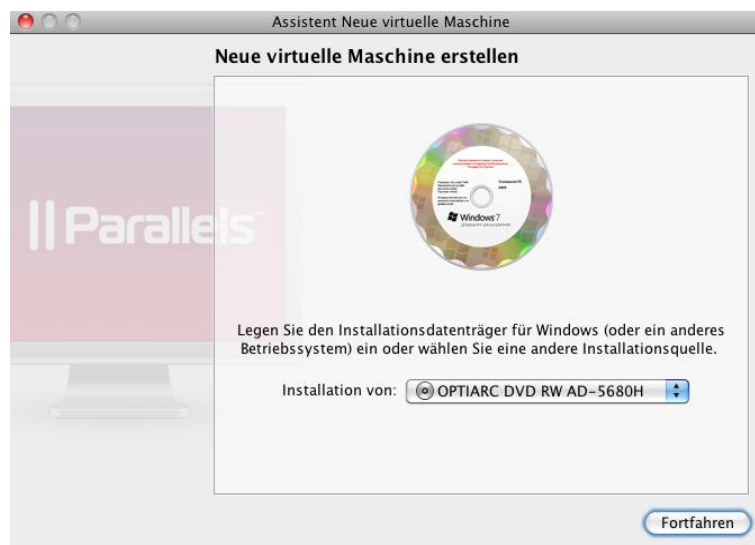 Assistent Neue virtuelle Maschine
Neue virtuelle Maschine erstellen
Parallels
Windows 7
Legen Sie den Installationsdatenträger für Windows (oder ein anderes
Betriebssystem) ein oder wählen Sie eine andere Installationsquelle.
Installation von:
OPTIARC DVD RW AD-5680H
Fortfahren